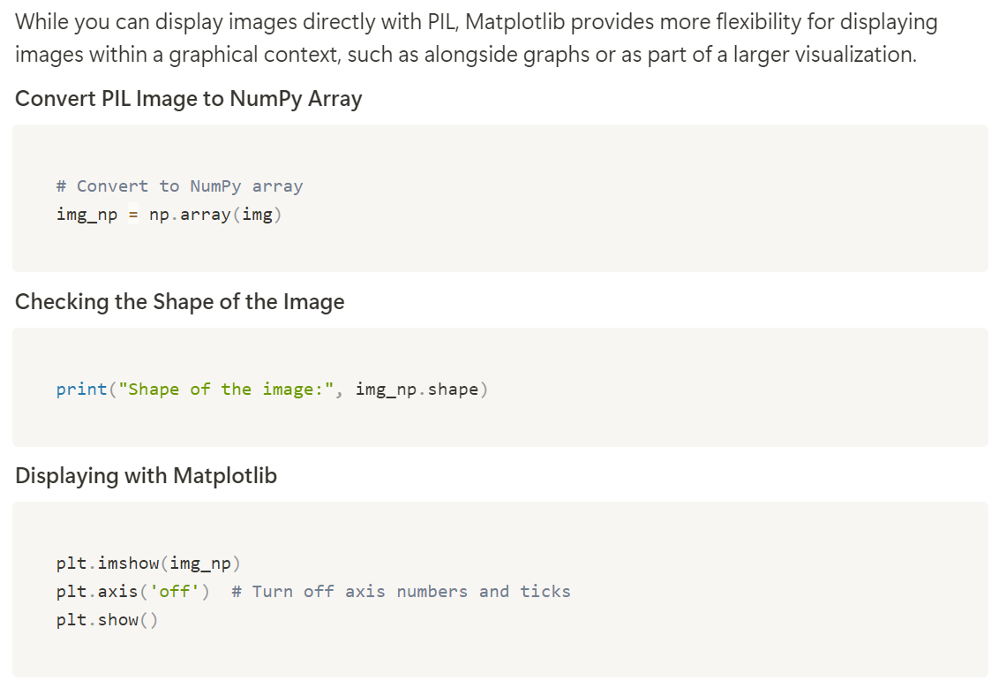 While you can display images directly with PIL, Matplotlib provides more flexibility for displaying
images within a graphical context, such as alongside graphs or as part of a larger visualization.
Convert PIL Image to NumPy Array
# Convert to NumPy array
img_np = np.array(img)
Checking the Shape of the Image
print("Shape of the image:", img_np.shape)
Displaying with Matplotlib
plt.imshow(img_np)
plt.axis('off')  # Turn off axis numbers and ticks
plt.show()